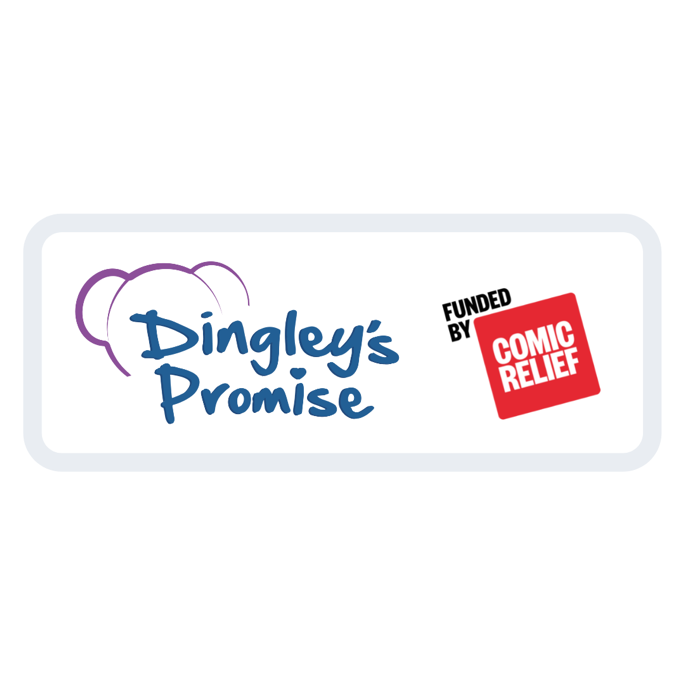 Dingley's
Promise
FUNDED
BY
COMIC
RELIEF